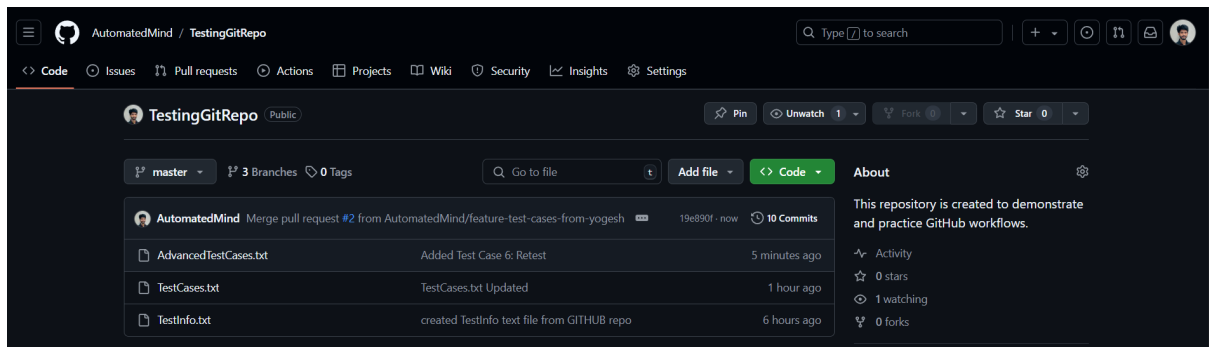 AutomatedMind / TestingGitRepo
Type / to search
Code Issues Pull requests Actions Projects Wiki Security Insights Settings
TestingGitRepo Public
Pin Unwatch 1 Fork 0 Star 0
master 3 Branches 0 Tags Go to file t Add file Code
AutomatedMind Merge pull request #2 from AutomatedMind/feature-test-cases-from-yogesh 19e890f · now 10 Commits
AdvancedTestCases.txt Added Test Case 6: Retest 5 minutes ago
TestCases.txt TestCases.txt Updated 1 hour ago
TestInfo.txt created TestInfo text file from GITHUB repo 6 hours ago
About
This repository is created to demonstrate
and practice GitHub workflows.
Activity
0 stars
1 watching
0 forks